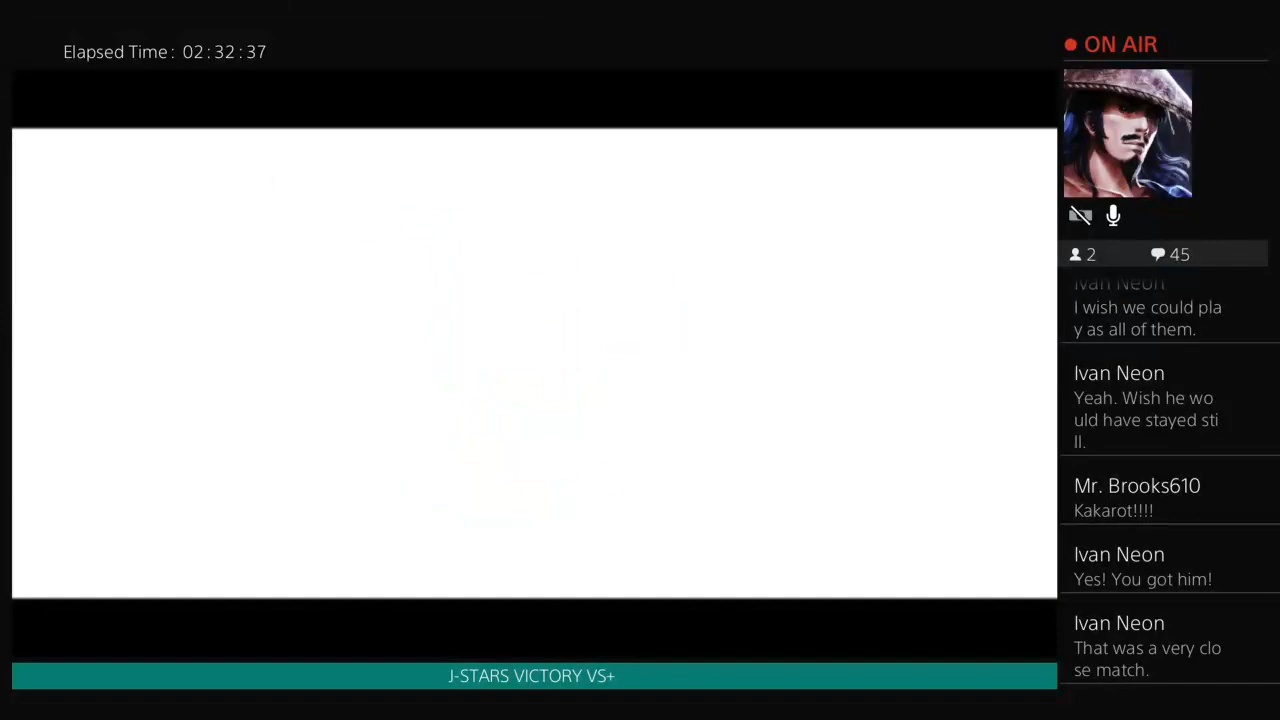 Elapsed Time: 02:32:37
ON AIR
2 45
Ivan Neon
I wish we could pla
y as all of them.
Ivan Neon
Yeah. Wish he wo
uld have stayed sti
ll.
Mr. Brooks610
Kakarot!!!!
Ivan Neon
Yes! You got him!
Ivan Neon
That was a very clo
se match.
J-STARS VICTORY VS+